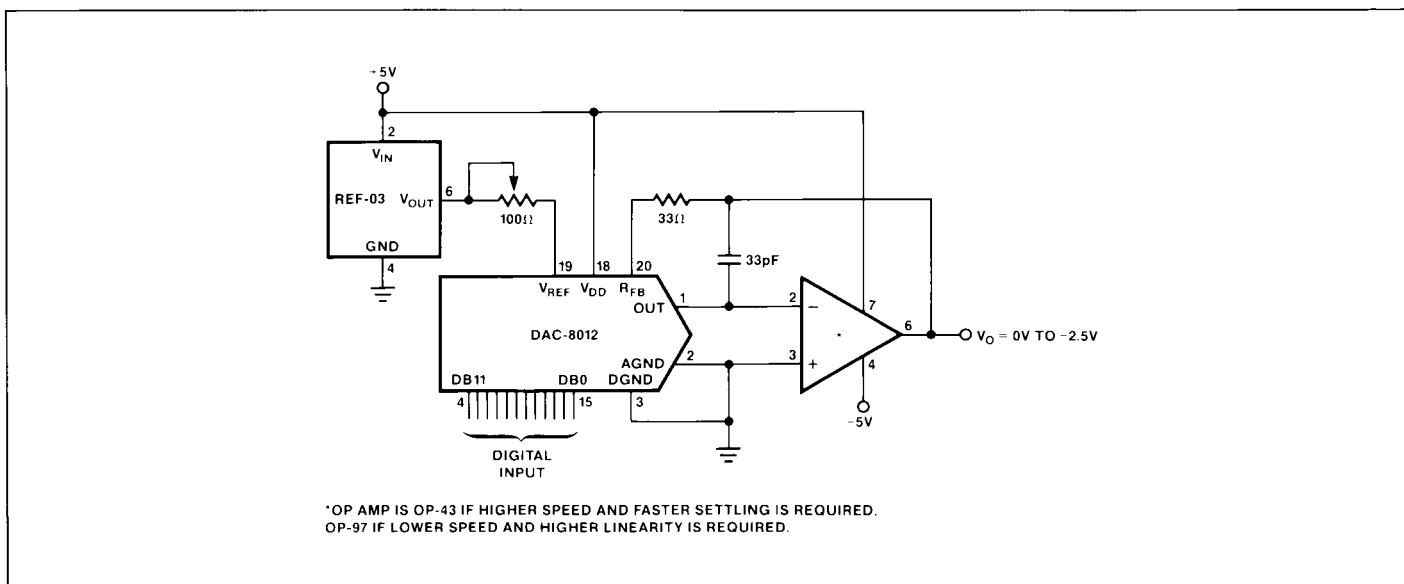 +5V
2
V_IN
REF-03 V_OUT 6
100Ω
33Ω
GND
4
33pF
19 18 20
V_REF V_DD R_FB
OUT 1
2 −
7
DAC-8012
*
6
V_O = 0V TO −2.5V
AGND 2
3 +
4
DB11 DB0 DGND
4 15 3
−5V
DIGITAL
INPUT
*OP AMP IS OP-43 IF HIGHER SPEED AND FASTER SETTLING IS REQUIRED.
OP-97 IF LOWER SPEED AND HIGHER LINEARITY IS REQUIRED.